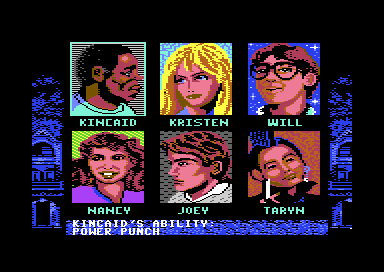 KINCAID KRISTEN WILL
NANCY JOEY TARYN
KINCAID'S ABILITY:
POWER PUNCH